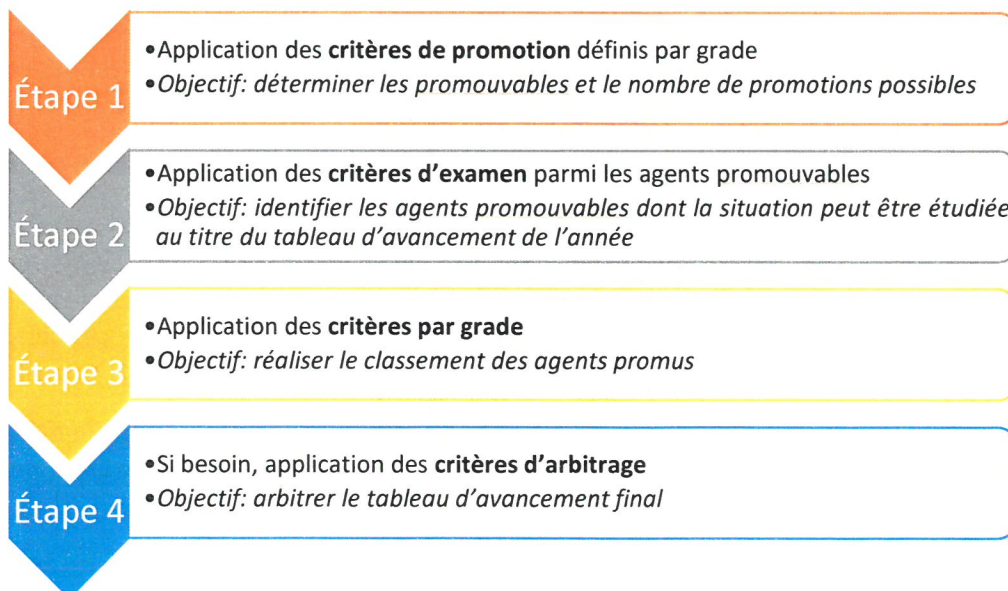 Étape 1
•Application des critères de promotion définis par grade
•Objectif: déterminer les promouvables et le nombre de promotions possibles
Étape 2
•Application des critères d'examen parmi les agents promouvables
•Objectif: identifier les agents promouvables dont la situation peut être étudiée
au titre du tableau d'avancement de l'année
Étape 3
•Application des critères par grade
•Objectif: réaliser le classement des agents promus
Étape 4
•Si besoin, application des critères d'arbitrage
•Objectif: arbitrer le tableau d'avancement final